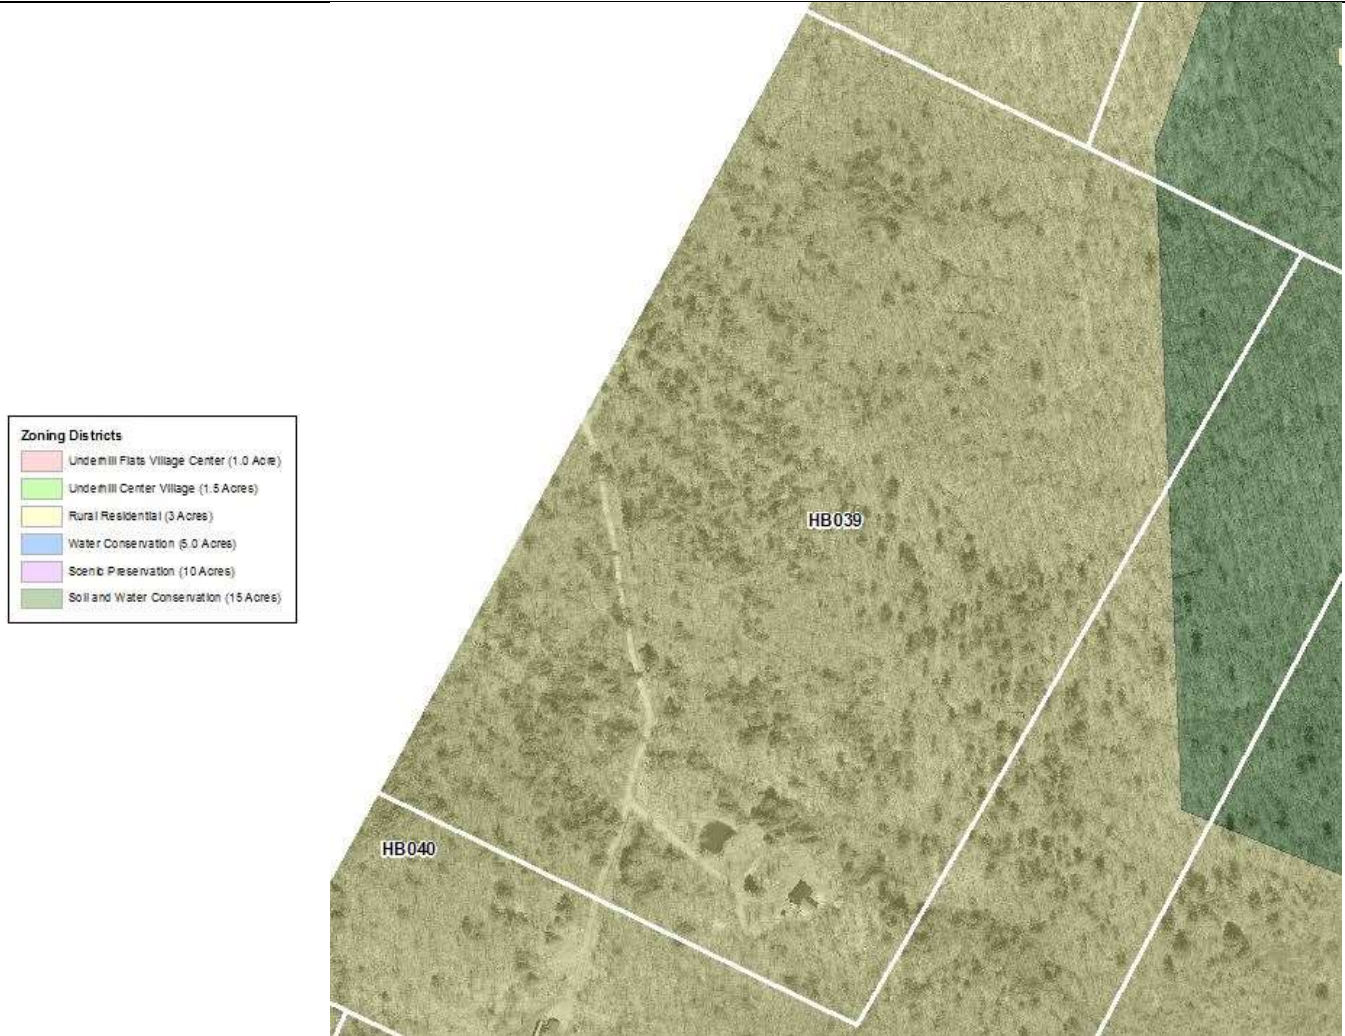 Zoning Districts
Underhill Flats Village Center (1.0 Acre)
Underhill Center Village (1.5 Acres)
Rural Residential (3 Acres)
Water Conservation (5.0 Acres)
Scenic Preservation (10 Acres)
Soil and Water Conservation (15 Acres)
HB039
HB040